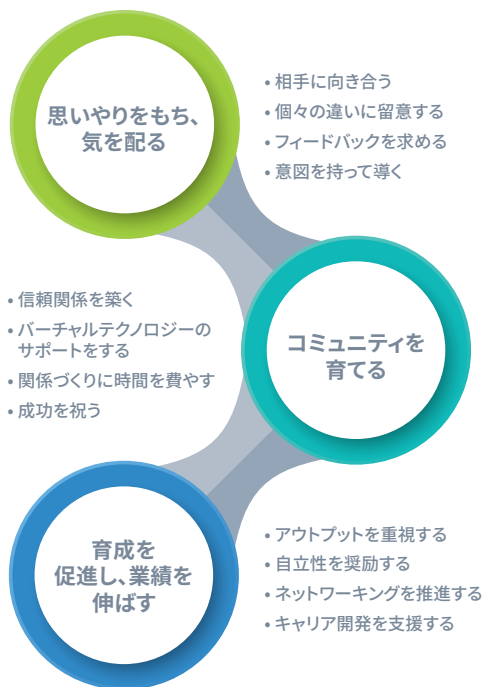 思いやりをもち、
気を配る
• 相手に向き合う
• 個々の違いに留意する
• フィードバックを求める
• 意図を持って導く
コミュニティを
育てる
• 信頼関係を築く
• バーチャルテクノロジーの
サポートをする
• 関係づくりに時間を費やす
• 成功を祝う
育成を
促進し、業績を
伸ばす
• アウトプットを重視する
• 自立性を奨励する
• ネットワーキングを推進する
• キャリア開発を支援する